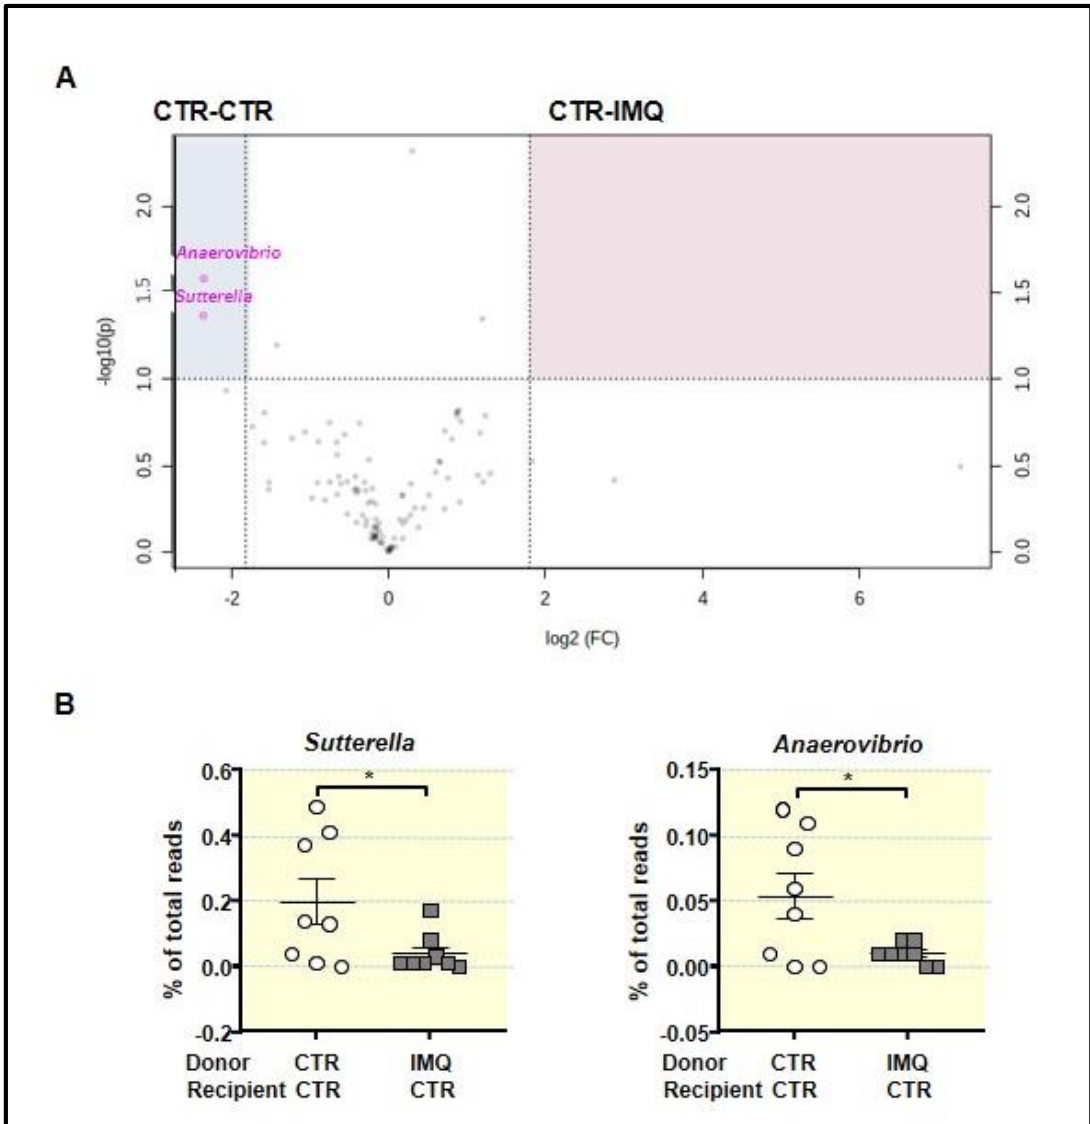 A
CTR-CTR CTR-IMQ
2.0 2.0
Anaerovibrio
1.5 1.5
Sutterella
-log10(p)
1.0 1.0
0.5 0.5
0.0 0.0
-2 0 2 4 6
log2 (FC)
B
Sutterella
% of total reads
0.6
*
0.4
0.2
0.0
-0.2
Donor CTR IMQ
Recipient CTR CTR
Anaerovibrio
% of total reads
0.15
*
0.10
0.05
0.00
-0.05
Donor CTR IMQ
Recipient CTR CTR